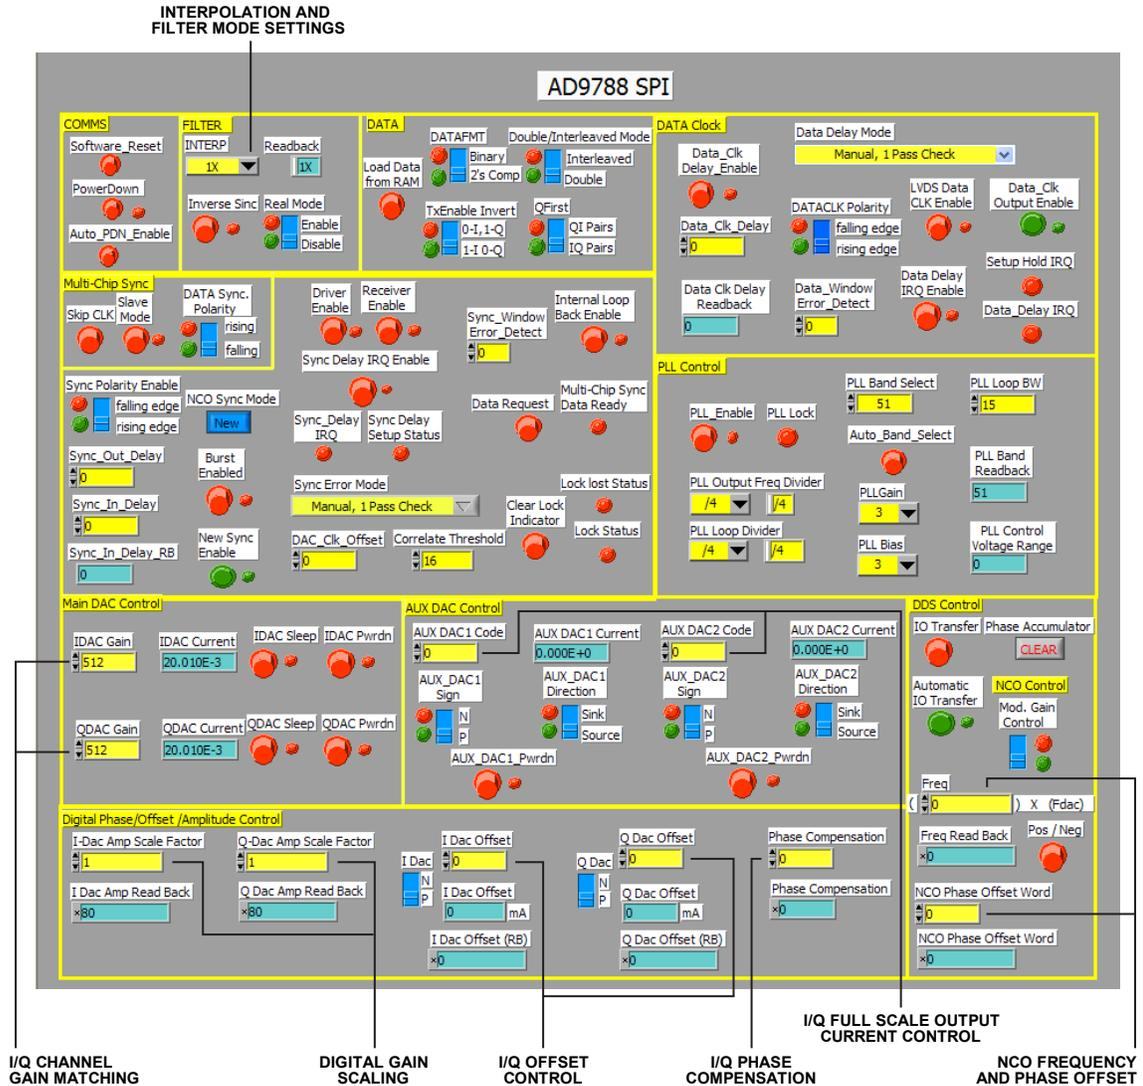 INTERPOLATION AND
FILTER MODE SETTINGS
AD9788 SPI
COMMS
Software_Reset
PowerDown
Auto_PDN_Enable
FILTER
INTERP
1X
Readback
1X
Inverse Sinc
Real Mode
Enable
Disable
DATA
Load Data
from RAM
DATAFMT
Binary
2's Comp
Double/Interleaved Mode
Interleaved
Double
TxEnable Invert
0-I,1-Q
1-I 0-Q
QFirst
QI Pairs
IQ Pairs
DATA Clock
Data_Clk
Delay_Enable
Data Delay Mode
Manual, 1 Pass Check
Data_Clk_Delay
0
DATACLK Polarity
falling edge
rising edge
LVDS Data
CLK Enable
Data_Clk
Output Enable
Setup Hold IRQ
Data Clk Delay
Readback
0
Data_Window
Error_Detect
0
Data Delay
IRQ Enable
Data_Delay IRQ
Multi-Chip Sync
Skip CLK
Slave
Mode
DATA Sync.
Polarity
rising
falling
Driver
Enable
Receiver
Enable
Sync Delay IRQ Enable
Sync_Window
Error_Detect
0
Internal Loop
Back Enable
Sync Polarity Enable
falling edge
rising edge
NCO Sync Mode
New
Sync_Delay
IRQ
Sync Delay
Setup Status
Data Request
Multi-Chip Sync
Data Ready
Sync_Out_Delay
0
Burst
Enabled
Sync_In_Delay
0
Sync_In_Delay_RB
0
New Sync
Enable
Sync Error Mode
Manual, 1 Pass Check
DAC_Clk_Offset
0
Correlate Threshold
16
Clear Lock
Indicator
Lock lost Status
Lock Status
PLL Control
PLL_Enable
PLL Lock
PLL Band Select
51
PLL Loop BW
15
Auto_Band_Select
PLL Output Freq Divider
/4
/4
PLL Loop Divider
/4
/4
PLLGain
3
PLL Bias
3
PLL Band
Readback
51
PLL Control
Voltage Range
0
Main DAC Control
IDAC Gain
512
IDAC Current
20.010E-3
IDAC Sleep
IDAC Pwrdn
QDAC Gain
512
QDAC Current
20.010E-3
QDAC Sleep
QDAC Pwrdn
AUX DAC Control
AUX DAC1 Code
0
AUX DAC1 Current
0.000E+0
AUX DAC2 Code
0
AUX DAC2 Current
0.000E+0
AUX_DAC1
Sign
N
P
AUX_DAC1
Direction
Sink
Source
AUX_DAC2
Sign
N
P
AUX_DAC2
Direction
Sink
Source
AUX_DAC1_Pwrdn
AUX_DAC2_Pwrdn
DDS Control
IO Transfer
Phase Accumulator
CLEAR
Automatic
IO Transfer
NCO Control
Mod. Gain
Control
Freq
( 0 ) X (Fdac)
Freq Read Back
×0
Pos / Neg
NCO Phase Offset Word
0
NCO Phase Offset Word
×0
Digital Phase/Offset /Amplitude Control
I-Dac Amp Scale Factor
1
Q-Dac Amp Scale Factor
1
I Dac Amp Read Back
×80
Q Dac Amp Read Back
×80
I Dac
N
P
I Dac Offset
0
I Dac Offset
0 mA
I Dac Offset (RB)
×0
Q Dac
N
P
Q Dac Offset
0
Q Dac Offset
0 mA
Q Dac Offset (RB)
×0
Phase Compensation
0
Phase Compensation
×0
I/Q CHANNEL
GAIN MATCHING
DIGITAL GAIN
SCALING
I/Q OFFSET
CONTROL
I/Q PHASE
COMPENSATION
I/Q FULL SCALE OUTPUT
CURRENT CONTROL
NCO FREQUENCY
AND PHASE OFFSET